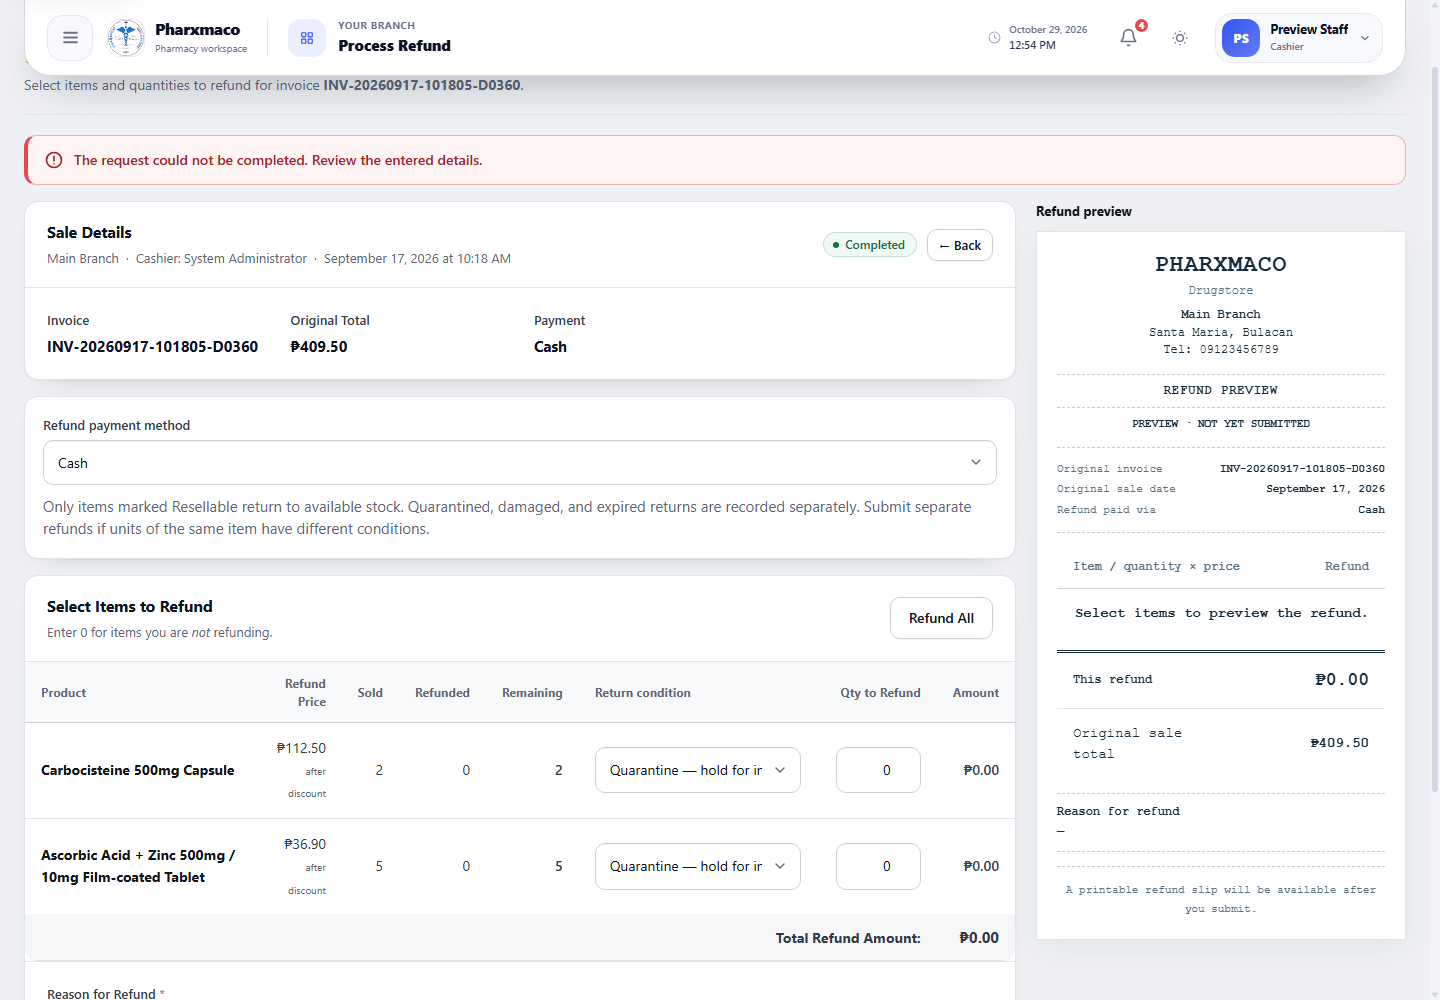 Pharxmaco
Pharmacy workspace
YOUR BRANCH
Process Refund
October 29, 2026
12:54 PM
4
PS
Preview Staff
Cashier
Select items and quantities to refund for invoice INV-20260917-101805-D0360.
The request could not be completed. Review the entered details.
Sale Details
Main Branch · Cashier: System Administrator · September 17, 2026 at 10:18 AM
Completed
← Back
Invoice
INV-20260917-101805-D0360
Original Total
₱409.50
Payment
Cash
Refund payment method
Cash
Only items marked Resellable return to available stock. Quarantined, damaged, and expired returns are recorded separately. Submit separate
refunds if units of the same item have different conditions.
Select Items to Refund
Enter 0 for items you are not refunding.
Refund All
Product Refund Price Sold Refunded Remaining Return condition Qty to Refund Amount
Carbocisteine 500mg Capsule ₱112.50 after discount 2 0 2 Quarantine — hold for ir 0 ₱0.00
Ascorbic Acid + Zinc 500mg / 10mg Film-coated Tablet ₱36.90 after discount 5 0 5 Quarantine — hold for ir 0 ₱0.00
Total Refund Amount: ₱0.00
Reason for Refund *
Refund preview
PHARXMACO
Drugstore
Main Branch
Santa Maria, Bulacan
Tel: 09123456789
REFUND PREVIEW
PREVIEW · NOT YET SUBMITTED
Original invoice INV-20260917-101805-D0360
Original sale date September 17, 2026
Refund paid via Cash
Item / quantity × price Refund
Select items to preview the refund.
This refund ₱0.00
Original sale total ₱409.50
Reason for refund
—
A printable refund slip will be available after
you submit.